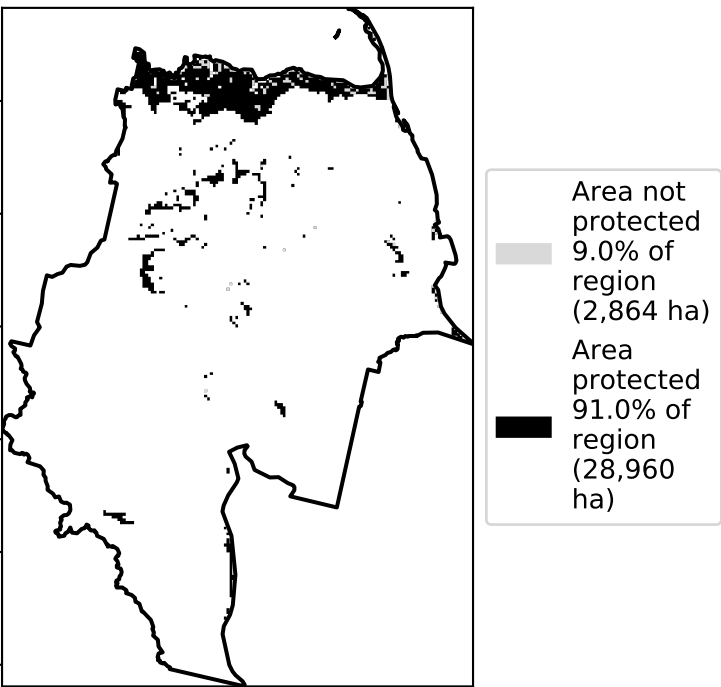 Area not
protected
9.0% of
region
(2,864 ha)
Area
protected
91.0% of
region
(28,960
ha)